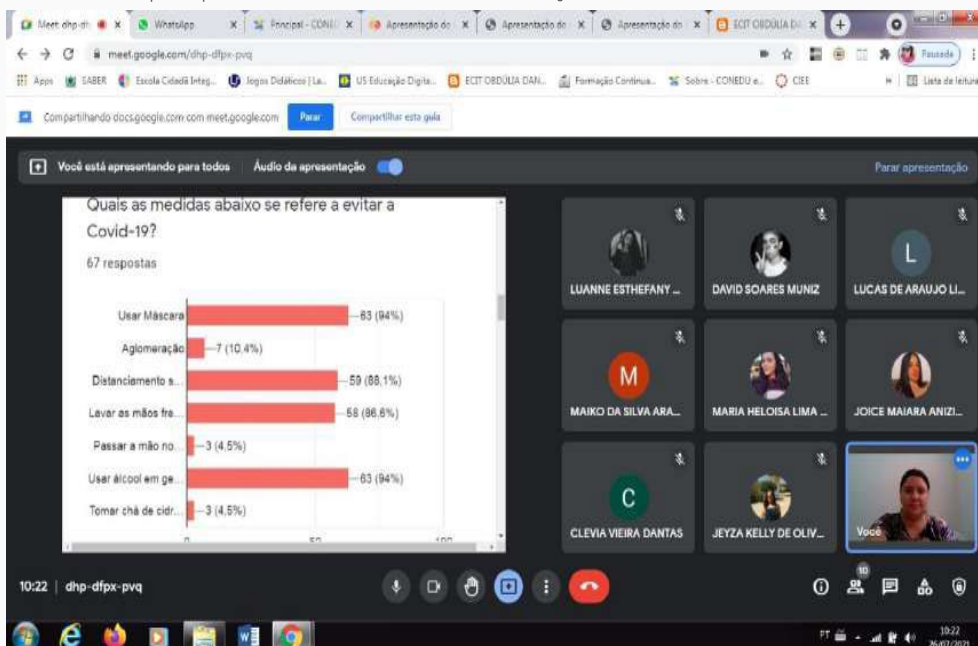 Meet: dhp-df
WhatsApp
Principal - CONE
Apresentação do
Apresentação do
Apresentação do
ECIT OBDÚLIA DA
meet.google.com/dhp-dfpx-pvq
Pausada
Apps
SABER
Escola Cidadã Integ...
Jogos Didáticos | La...
U5 Educação Digita...
ECIT OBDÚLIA DAN...
Formação Continua...
Sobre - CONEDU e...
CIEE
Lista de leitura
Compartilhando docs.google.com com meet.google.com
Parar
Compartilhar esta guia
Você está apresentando para todos
Áudio da apresentação
Parar apresentação
Quais as medidas abaixo se refere a evitar a
Covid-19?
67 respostas
Usar Máscara
63 (94%)
Aglomeração
7 (10,4%)
Distanciamento s...
59 (88,1%)
Lavar as mãos fre...
58 (86,6%)
Passar a mão no...
3 (4,5%)
Usar álcool em ge...
63 (94%)
Tomar chá de cidr...
3 (4,5%)
0
50
100
LUANNE ESTHEFANY ...
DAVID SOARES MUNIZ
L
LUCAS DE ARAUJO LI...
M
MAIKO DA SILVA ARA...
MARIA HELOISA LIMA ...
JOICE MAIARA ANIZI...
C
CLEVIA VIEIRA DANTAS
JEYZA KELLY DE OLIV...
Você
10:22 | dhp-dfpx-pvq
10
PT
10:22
26/07/2021